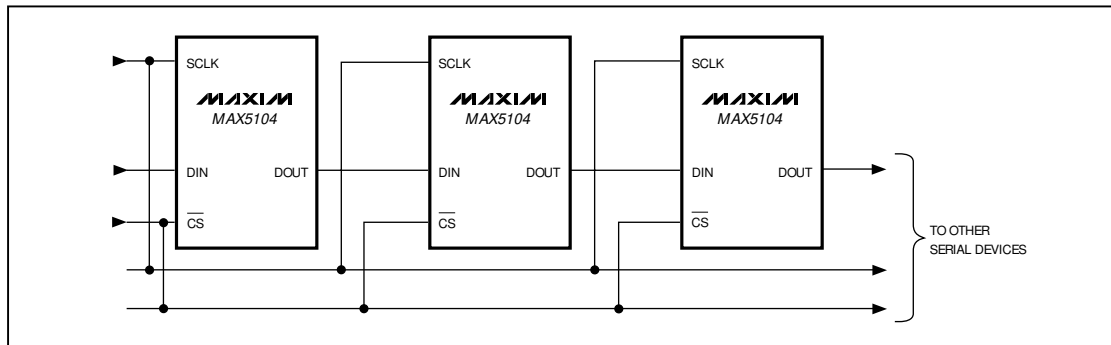 SCLK
MAXIM
MAX5104
DIN DOUT
CS
SCLK
MAXIM
MAX5104
DIN DOUT
CS
SCLK
MAXIM
MAX5104
DIN DOUT
CS
TO OTHER
SERIAL DEVICES